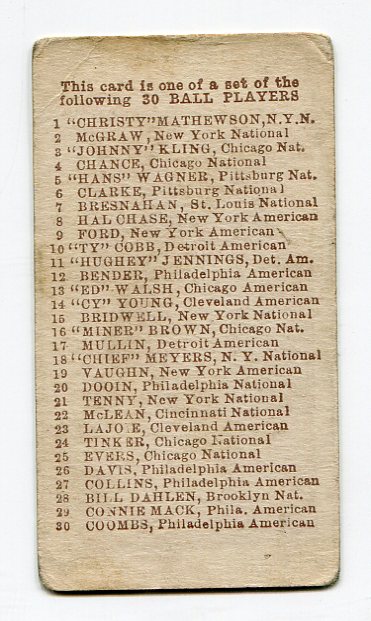 This card is one of a set of the
following 30 BALL PLAYERS
1 "CHRISTY" MATHEWSON, N.Y.N.
2 McGRAW, New York National
3 "JOHNNY" KLING, Chicago Nat.
4 CHANCE, Chicago National
5 "HANS" WAGNER, Pittsburg Nat.
6 CLARKE, Pittsburg National
7 BRESNAHAN, St. Louis National
8 HAL CHASE, New York American
9 FORD, New York American
10 "TY" COBB, Detroit American
11 "HUGHEY" JENNINGS, Det. Am.
12 BENDER, Philadelphia American
13 "ED" WALSH, Chicago American
14 "CY" YOUNG, Cleveland American
15 BRIDWELL, New York National
16 "MINER" BROWN, Chicago Nat.
17 MULLIN, Detroit American
18 "CHIEF" MEYERS, N. Y. National
19 VAUGHN, New York American
20 DOOIN, Philadelphia National
21 TENNY, New York National
22 McLEAN, Cincinnati National
23 LAJOIE, Cleveland American
24 TINKER, Chicago National
25 EVERS, Chicago National
26 DAVIS, Philadelphia American
27 COLLINS, Philadelphia American
28 BILL DAHLEN, Brooklyn Nat.
29 CONNIE MACK, Phila. American
30 COOMBS, Philadelphia American